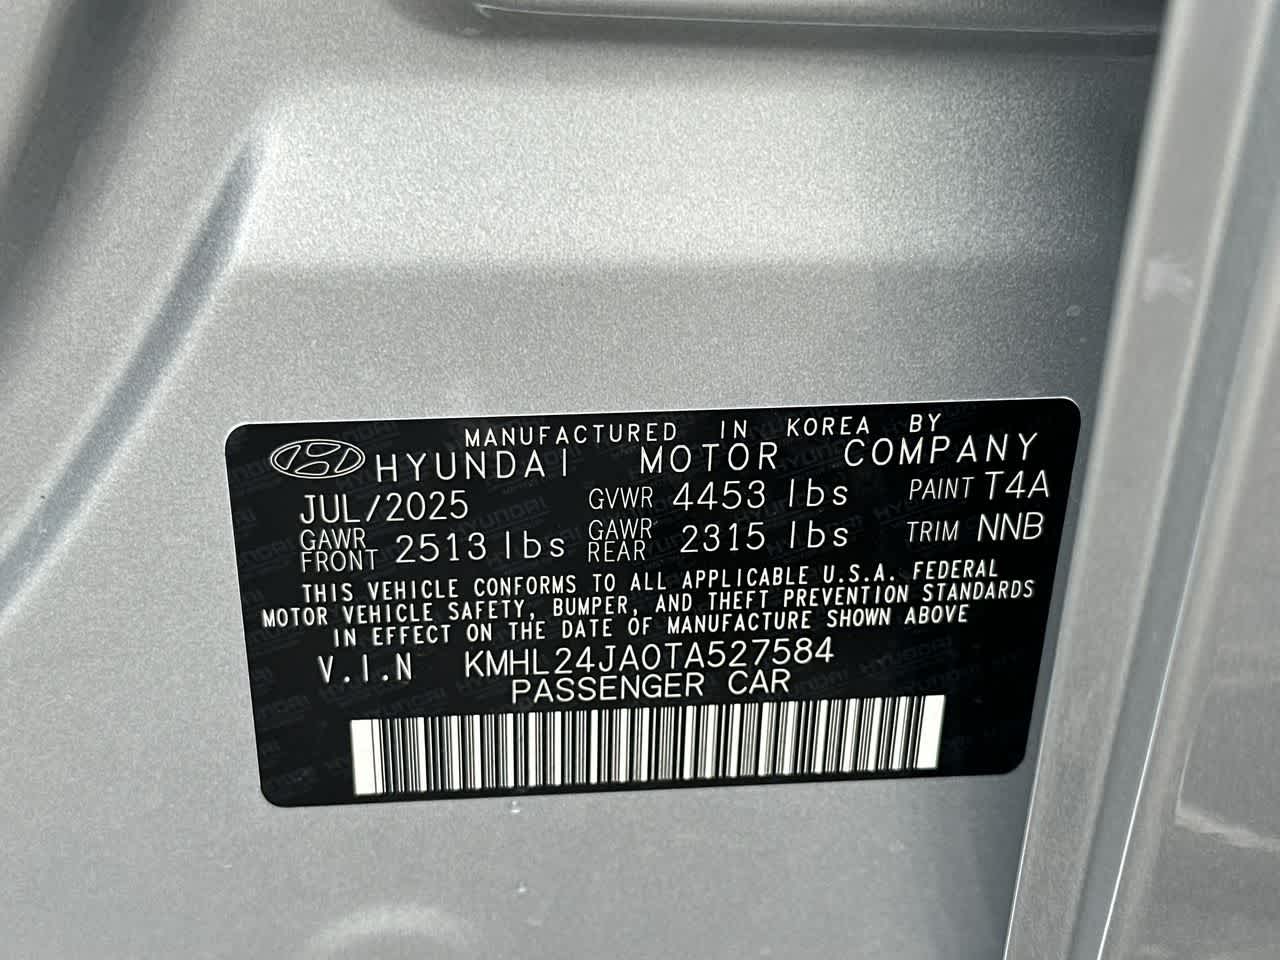 MANUFACTURED IN KOREA BY
HYUNDAI MOTOR COMPANY
JUL/2025 GVWR 4453 lbs PAINT T4A
GAWR FRONT 2513 lbs GAWR REAR 2315 lbs TRIM NNB
THIS VEHICLE CONFORMS TO ALL APPLICABLE U.S.A. FEDERAL
MOTOR VEHICLE SAFETY, BUMPER, AND THEFT PREVENTION STANDARDS
IN EFFECT ON THE DATE OF MANUFACTURE SHOWN ABOVE
V.I.N KMHL24JA0TA527584
PASSENGER CAR